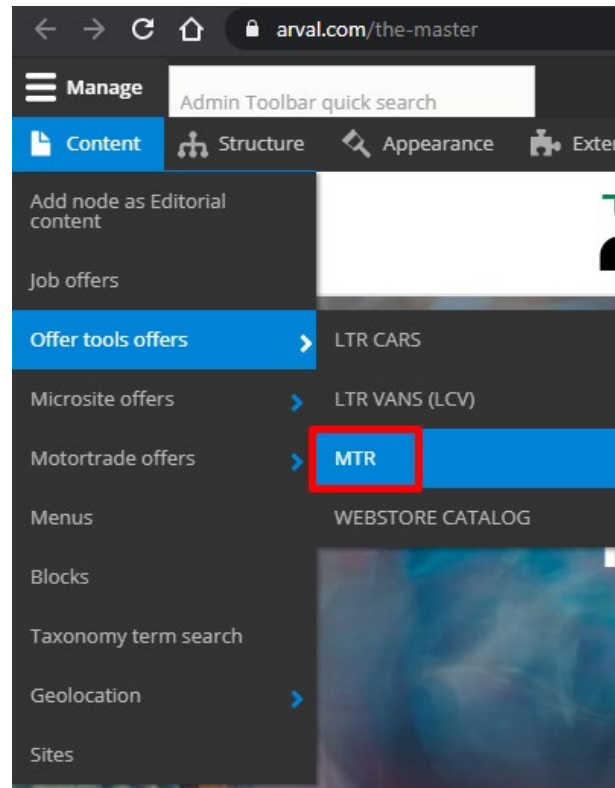 arval.com/the-master
Manage
Admin Toolbar quick search
Content Structure Appearance Exter
Add node as Editorial
content
Job offers
Offer tools offers
LTR CARS
Microsite offers
LTR VANS (LCV)
Motortrade offers
MTR
Menus
WEBSTORE CATALOG
Blocks
Taxonomy term search
Geolocation
Sites